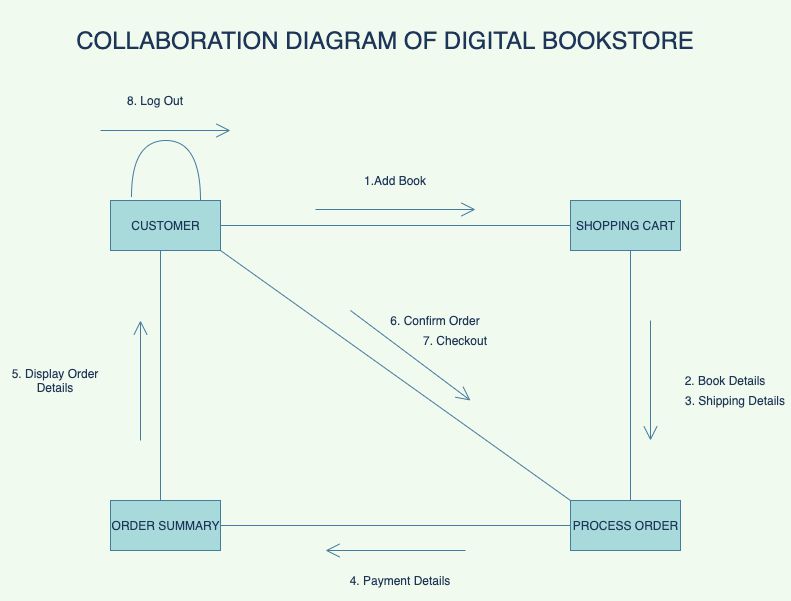 COLLABORATION DIAGRAM OF DIGITAL BOOKSTORE
8. Log Out
1.Add Book
CUSTOMER
SHOPPING CART
6. Confirm Order
7. Checkout
5. Display Order
Details
2. Book Details
3. Shipping Details
ORDER SUMMARY
PROCESS ORDER
4. Payment Details